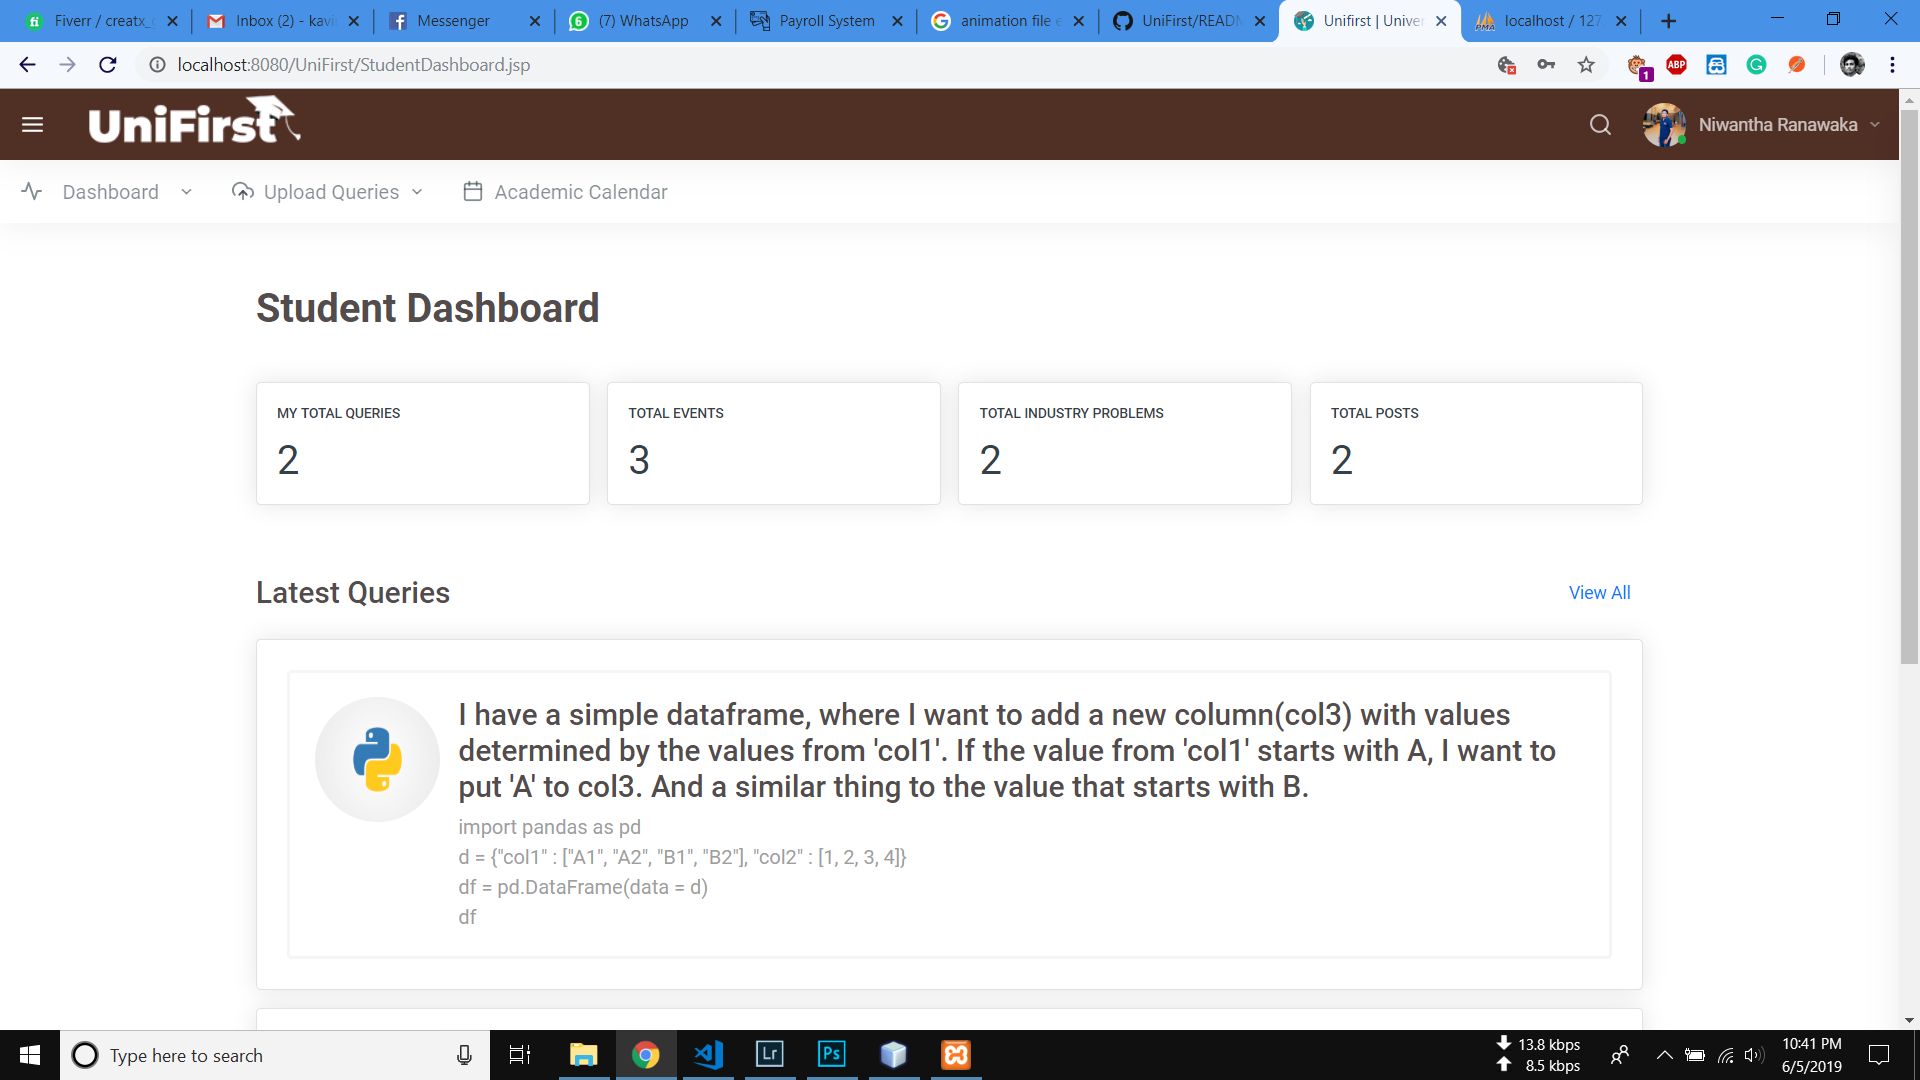 Fiverr / creatx_
Inbox (2) - kavi
Messenger
(7) WhatsApp
Payroll System
animation file e
UniFirst/READM
Unifirst | Univer
localhost / 127
localhost:8080/UniFirst/StudentDashboard.jsp
1
ABP
UniFirst
Niwantha Ranawaka
Dashboard
Upload Queries
Academic Calendar
Student Dashboard
MY TOTAL QUERIES
2
TOTAL EVENTS
3
TOTAL INDUSTRY PROBLEMS
2
TOTAL POSTS
2
Latest Queries
View All
I have a simple dataframe, where I want to add a new column(col3) with values
determined by the values from 'col1'. If the value from 'col1' starts with A, I want to
put 'A' to col3. And a similar thing to the value that starts with B.
import pandas as pd
d = {"col1" : ["A1", "A2", "B1", "B2"], "col2" : [1, 2, 3, 4]}
df = pd.DataFrame(data = d)
df
Type here to search
Lr
Ps
13.8 kbps
8.5 kbps
10:41 PM
6/5/2019